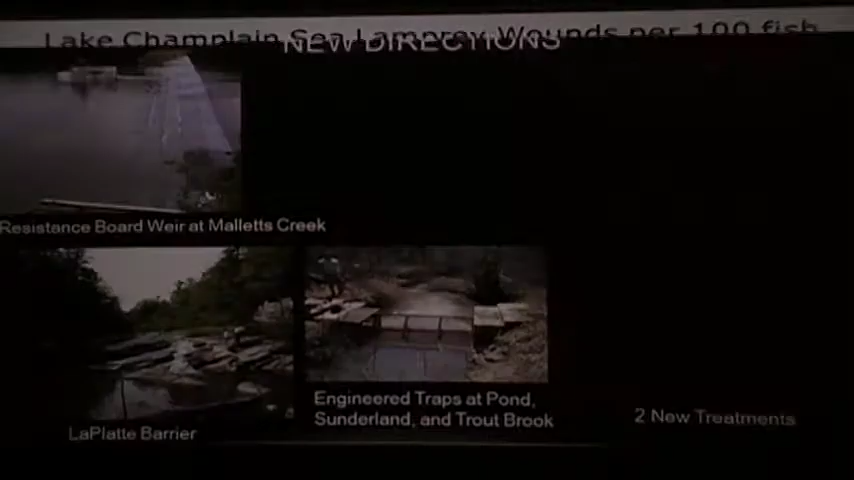 Lake Champlain Sea Lamprey Wounds per 100 fish
NEW DIRECTIONS
Resistance Board Weir at Malletts Creek
Engineered Traps at Pond,
Sunderland, and Trout Brook
2 New Treatments
LaPlatte Barrier